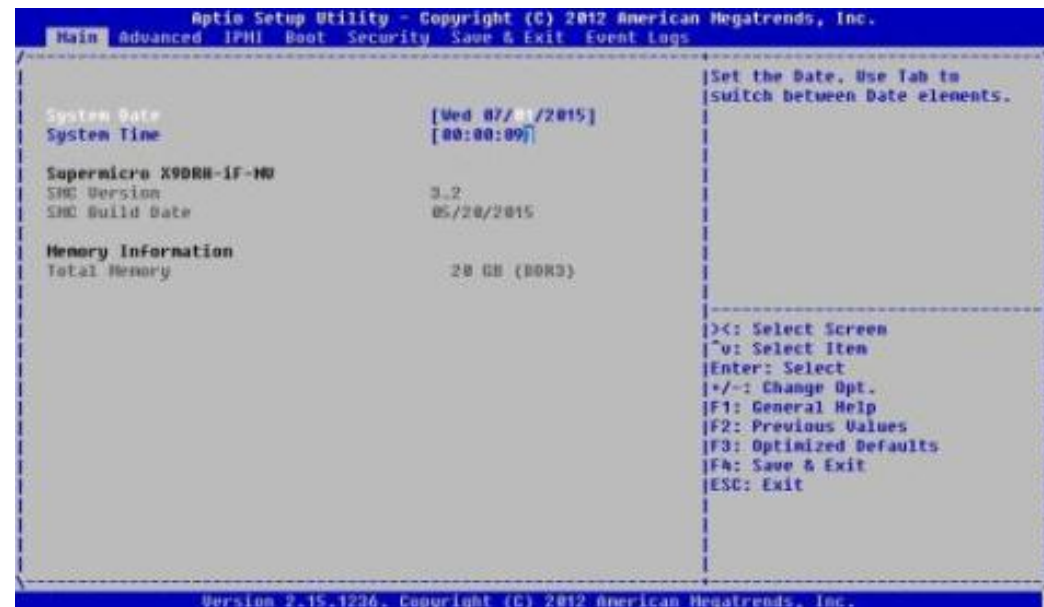 Aptio Setup Utility - Copyright (C) 2012 American Megatrends, Inc.
Main Advanced IPMI Boot Security Save & Exit Event Logs
Set the Date. Use Tab to
switch between Date elements.
System Date [Wed 07/01/2015]
System Time [00:00:09]
Supermicro X9DRH-iF-NV
SMC Version 3.2
SMC Build Date 05/20/2015
Memory Information
Total Memory 20 GB (DDR3)
><: Select Screen
^v: Select Item
Enter: Select
+/-: Change Opt.
F1: General Help
F2: Previous Values
F3: Optimized Defaults
F4: Save & Exit
ESC: Exit
Version 2.15.1236. Copyright (C) 2012 American Megatrends, Inc.